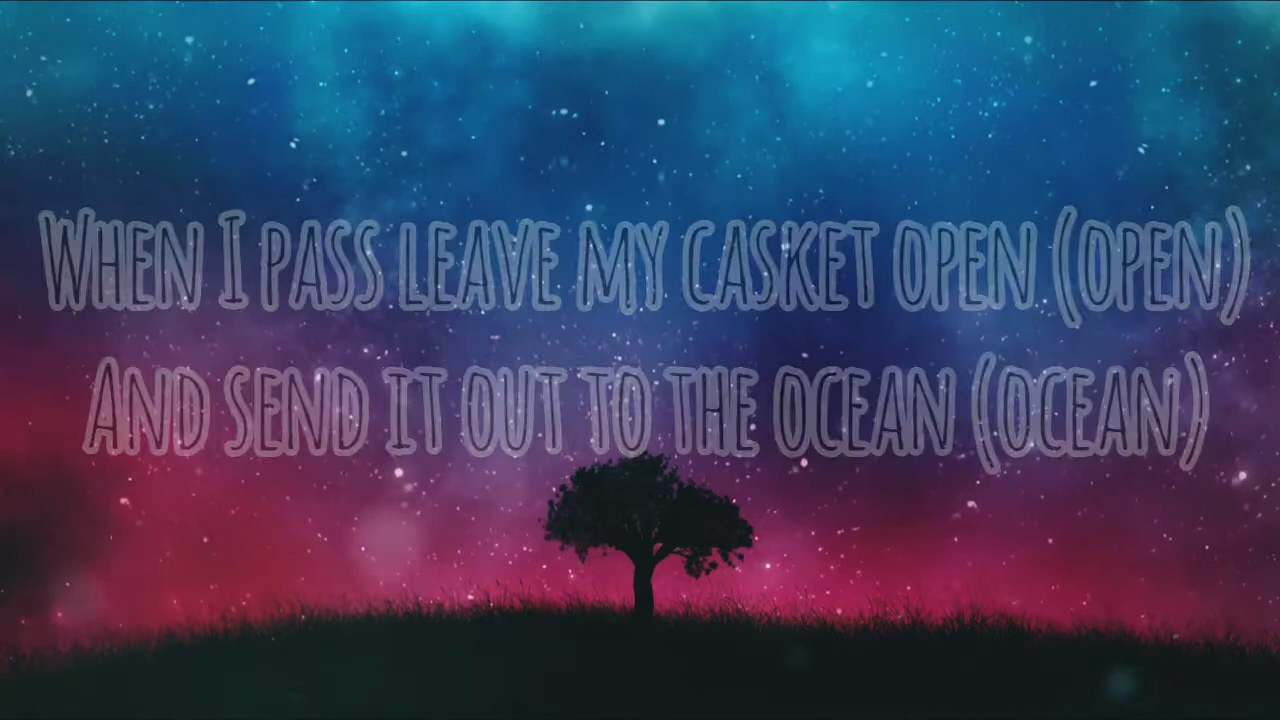 When I pass leave my casket open (open)
And send it out to the ocean (ocean)